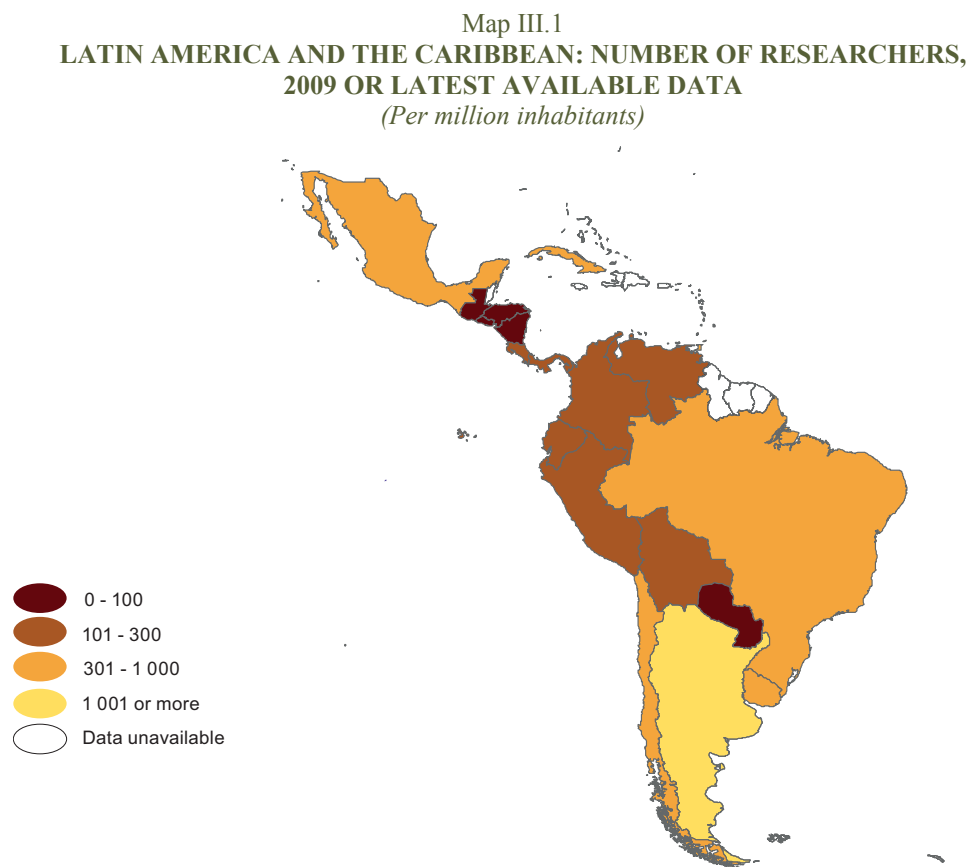 Map III.1
LATIN AMERICA AND THE CARIBBEAN: NUMBER OF RESEARCHERS,
2009 OR LATEST AVAILABLE DATA
(Per million inhabitants)
0 - 100
101 - 300
301 - 1 000
1 001 or more
Data unavailable